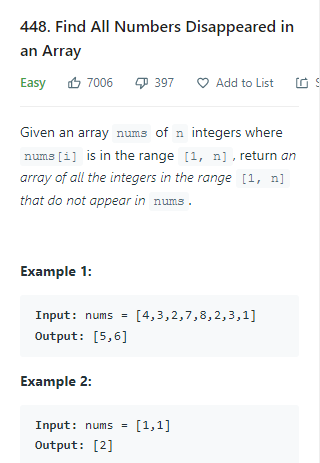 448. Find All Numbers Disappeared in
an Array
Easy 7006 397 Add to List
Given an array nums of n integers where
nums[i] is in the range [1, n], return an
array of all the integers in the range [1, n]
that do not appear in nums.
Example 1:
Input: nums = [4,3,2,7,8,2,3,1]
Output: [5,6]
Example 2:
Input: nums = [1,1]
Output: [2]